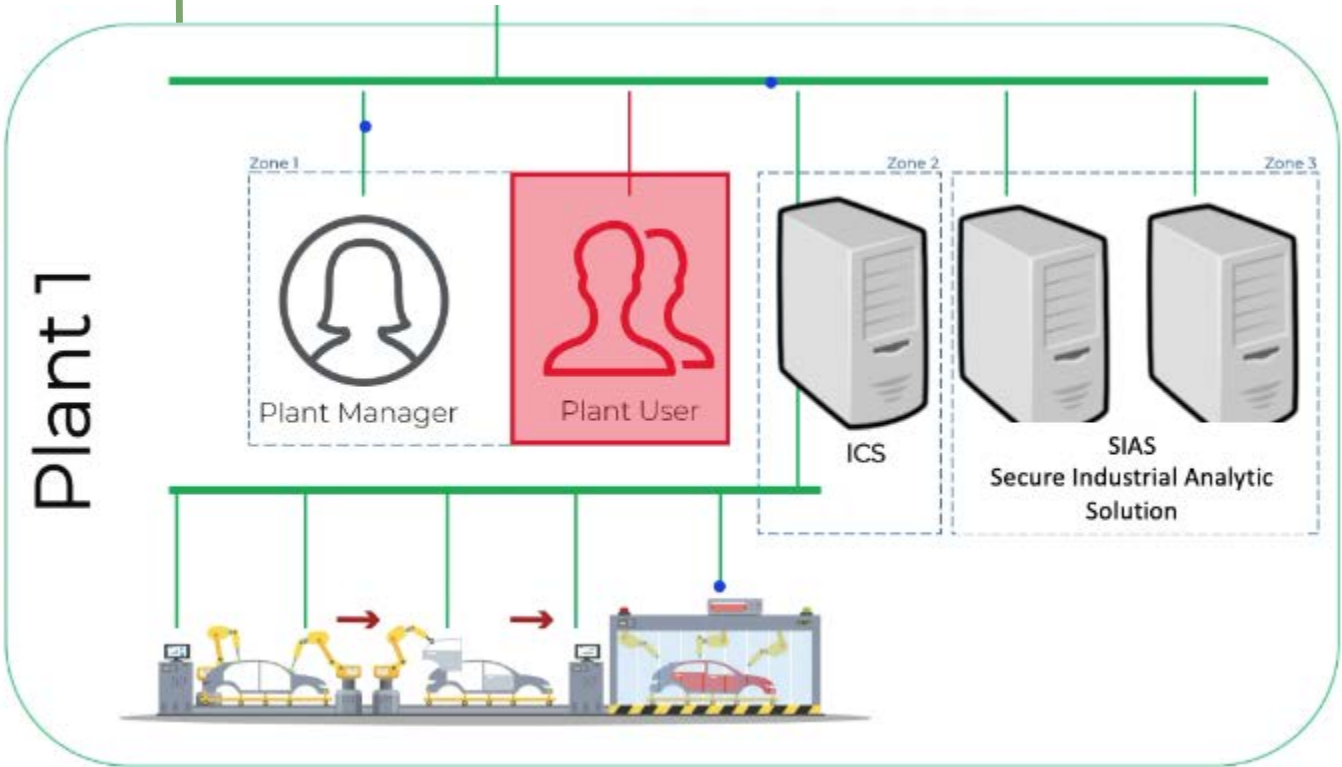 Plant 1
Zone 1
Zone 2
Zone 3
Plant Manager
Plant User
ICS
SIAS
Secure Industrial Analytic
Solution